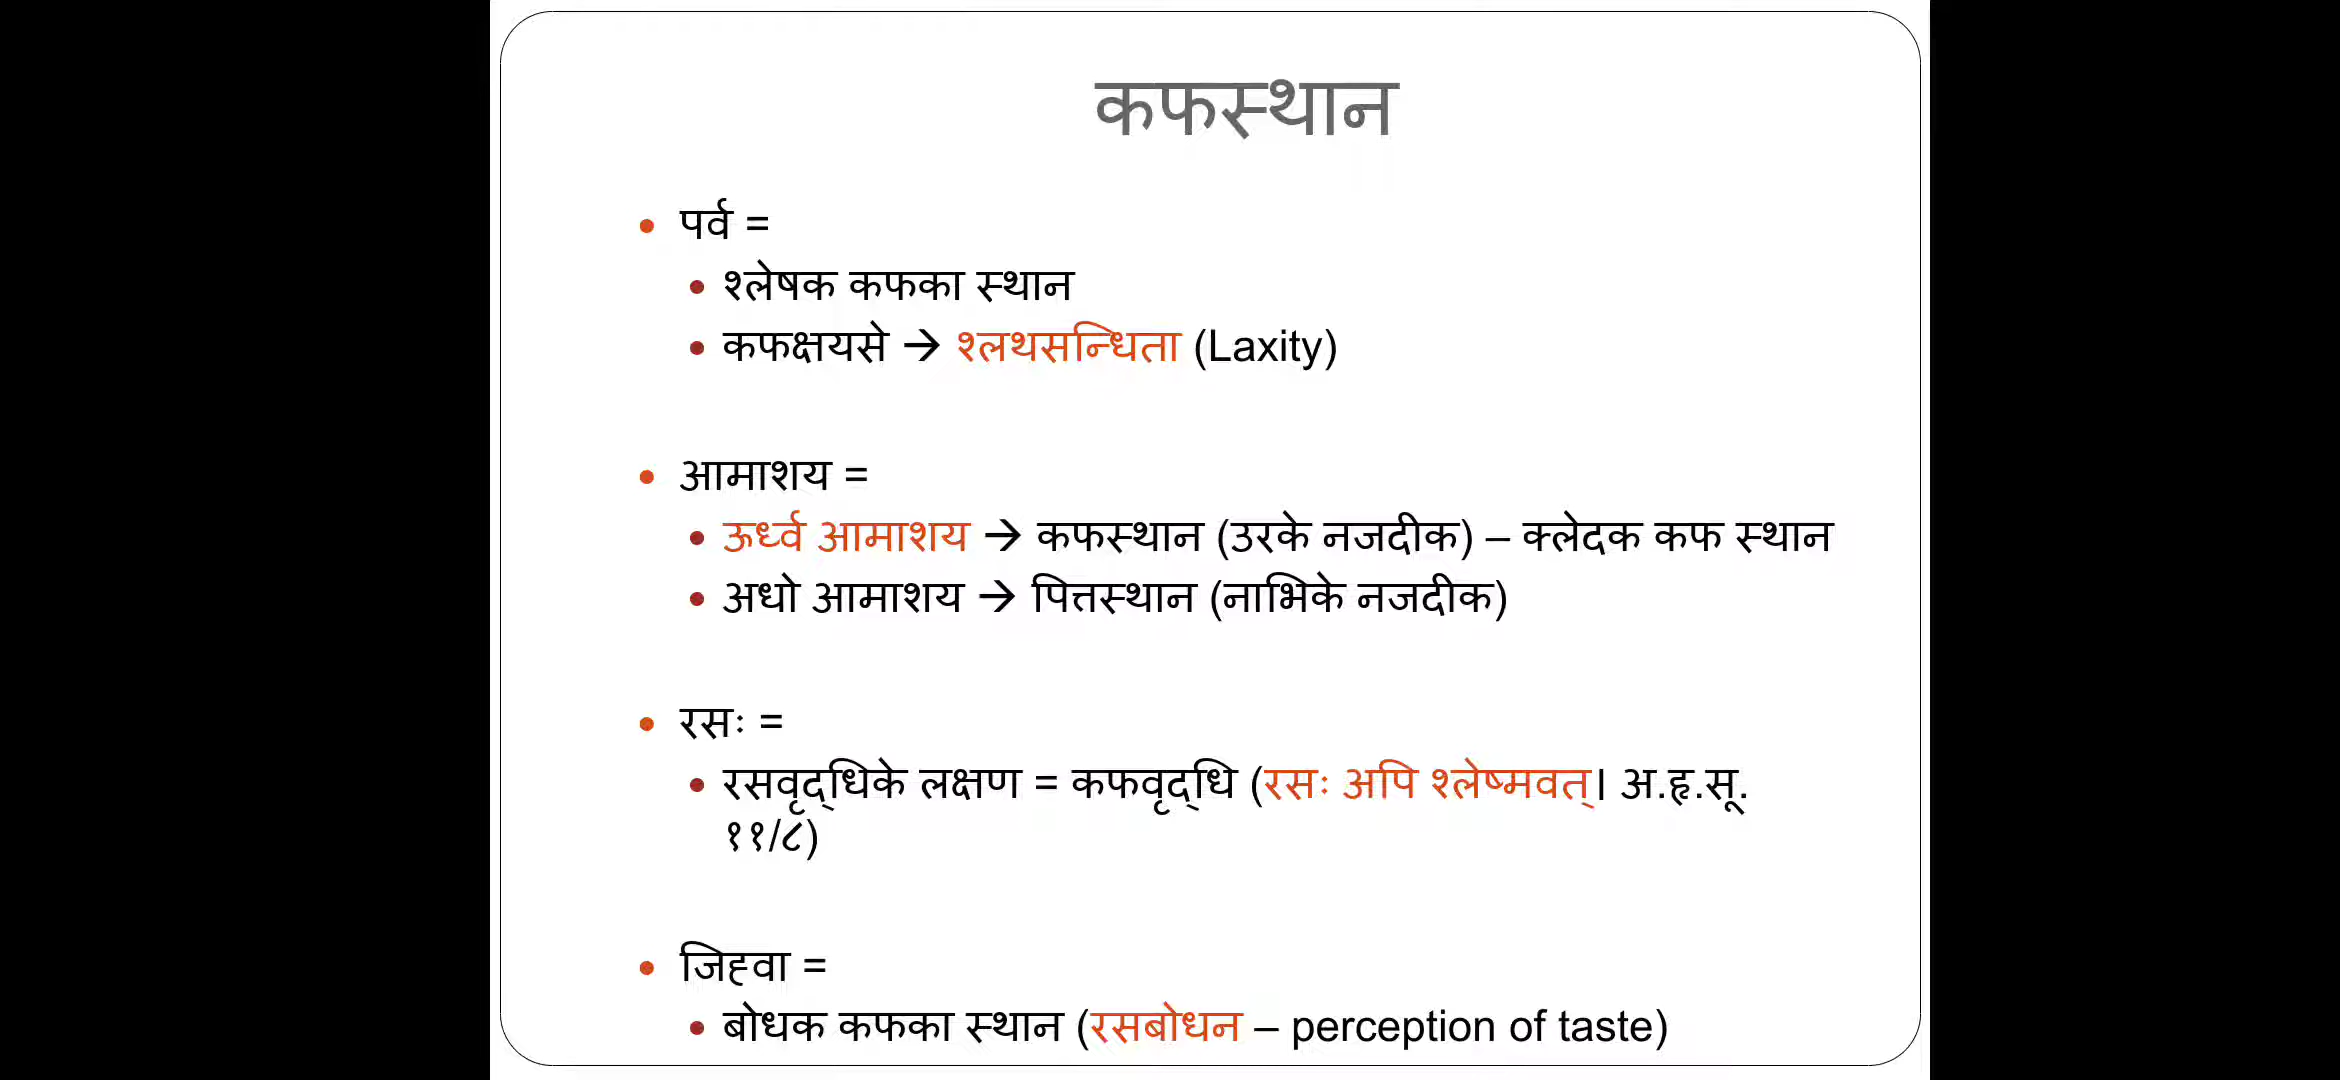 कफस्थान
• पर्व =
• श्लेषक कफका स्थान
• कफक्षयसे → श्लथसन्धिता (Laxity)
• आमाशय =
• ऊर्ध्व आमाशय → कफस्थान (उरके नजदीक) – क्लेदक कफ स्थान
• अधो आमाशय → पित्तस्थान (नाभिके नजदीक)
• रसः =
• रसवृद्धिके लक्षण = कफवृद्धि (रसः अपि श्लेष्मवत्। अ.हृ.सू.
११/८)
• जिह्वा =
• बोधक कफका स्थान (रसबोधन – perception of taste)